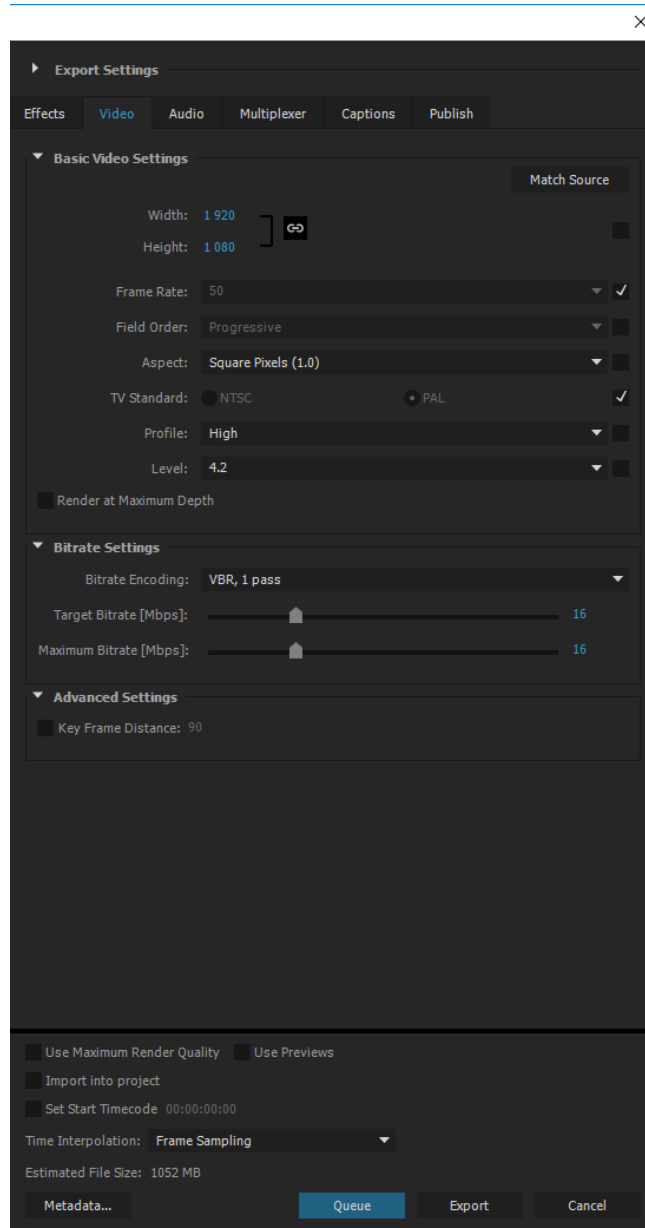 Export Settings
Effects Video Audio Multiplexer Captions Publish
Basic Video Settings
Match Source
Width: 1 920
Height: 1 080
Frame Rate: 50
Field Order: Progressive
Aspect: Square Pixels (1.0)
TV Standard: NTSC PAL
Profile: High
Level: 4.2
Render at Maximum Depth
Bitrate Settings
Bitrate Encoding: VBR, 1 pass
Target Bitrate [Mbps]: 16
Maximum Bitrate [Mbps]: 16
Advanced Settings
Key Frame Distance: 90
Use Maximum Render Quality Use Previews
Import into project
Set Start Timecode 00:00:00:00
Time Interpolation: Frame Sampling
Estimated File Size: 1052 MB
Metadata... Queue Export Cancel